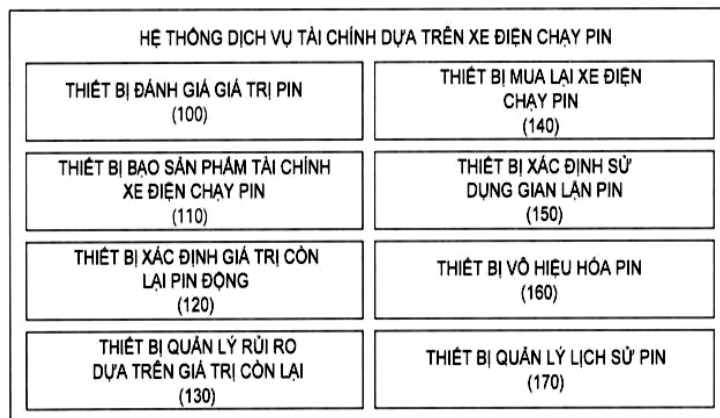 HỆ THỐNG DỊCH VỤ TÀI CHÍNH DỰA TRÊN XE ĐIỆN CHẠY PIN
THIẾT BỊ ĐÁNH GIÁ GIÁ TRỊ PIN
(100)
THIẾT BỊ BẠO SẢN PHẨM TÀI CHÍNH
XE ĐIỆN CHẠY PIN
(110)
THIẾT BỊ XÁC ĐỊNH GIÁ TRỊ CÒN
LẠI PIN ĐỘNG
(120)
THIẾT BỊ QUẢN LÝ RỦI RO
DỰA TRÊN GIÁ TRỊ CÒN LẠI
(130)
THIẾT BỊ MUA LẠI XE ĐIỆN
CHẠY PIN
(140)
THIẾT BỊ XÁC ĐỊNH SỬ
DỤNG GIAN LẬN PIN
(150)
THIẾT BỊ VÔ HIỆU HÓA PIN
(160)
THIẾT BỊ QUẢN LÝ LỊCH SỬ PIN
(170)